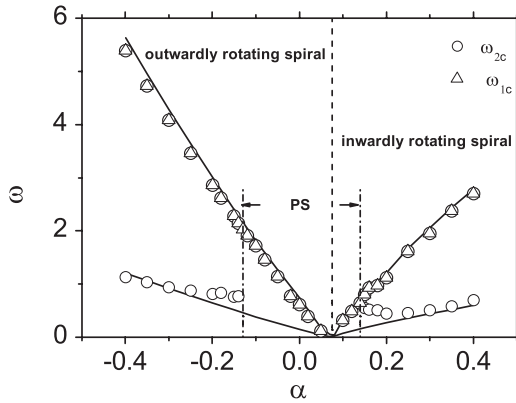 6
outwardly rotating spiral
ω2c
ω1c
inwardly rotating spiral
4
ω
PS
2
0
-0.4 -0.2 0.0 0.2 0.4
α